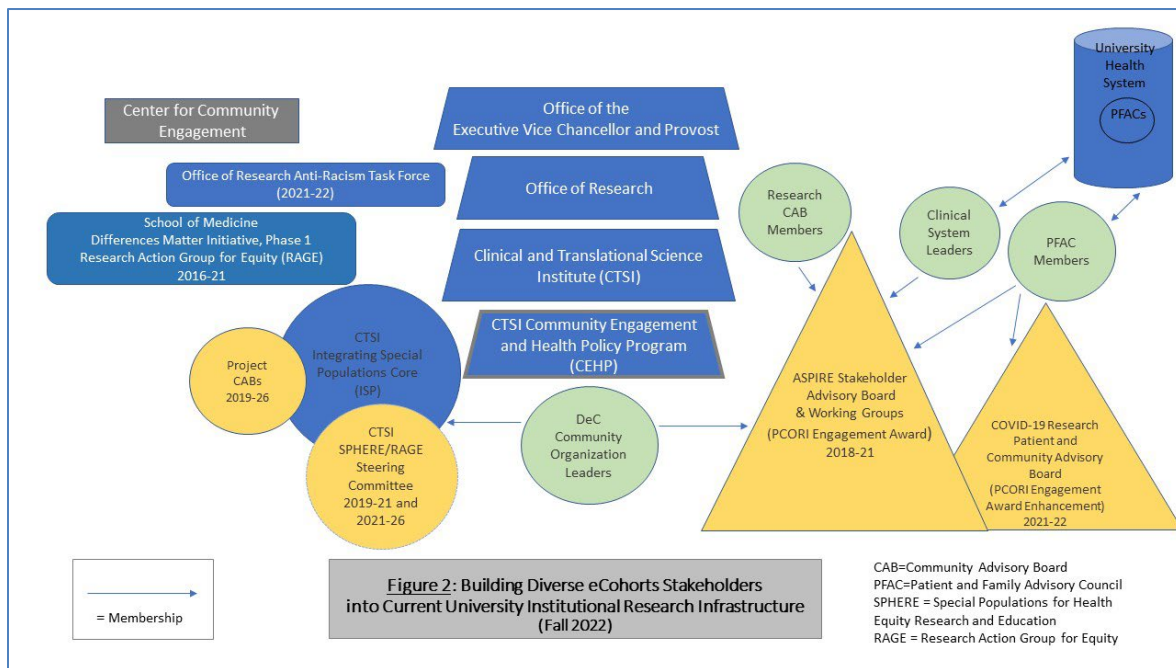 Center for Community
Engagement
Office of the
Executive Vice Chancellor and Provost
University
Health
System
PFACs
Office of Research Anti-Racism Task Force
(2021-22)
Office of Research
Research
CAB
Members
Clinical
System
Leaders
PFAC
Members
School of Medicine
Differences Matter Initiative, Phase 1
Research Action Group for Equity (RAGE)
2016-21
Clinical and Translational Science
Institute (CTSI)
CTSI Community Engagement
and Health Policy Program
(CEHP)
CTSI
Integrating Special
Populations Core
(ISP)
Project
CABs
2019-26
CTSI
SPHERE/RAGE
Steering
Committee
2019-21 and
2021-26
DeC
Community
Organization
Leaders
ASPIRE Stakeholder
Advisory Board
& Working Groups
(PCORI Engagement Award)
2018-21
COVID-19 Research
Patient and
Community Advisory
Board
(PCORI Engagement
Award Enhancement)
2021-22
= Membership
Figure 2: Building Diverse eCohorts Stakeholders
into Current University Institutional Research Infrastructure
(Fall 2022)
CAB=Community Advisory Board
PFAC=Patient and Family Advisory Council
SPHERE = Special Populations for Health
Equity Research and Education
RAGE = Research Action Group for Equity